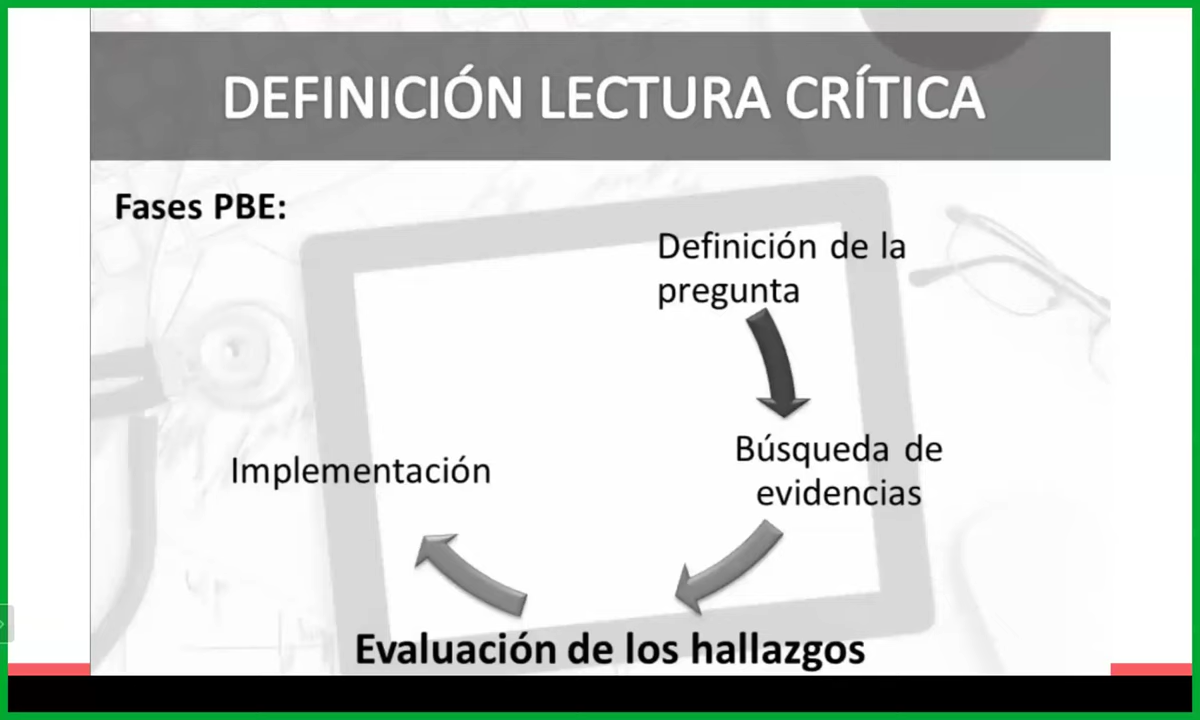 DEFINICIÓN LECTURA CRÍTICA
Fases PBE:
Definición de la
pregunta
Búsqueda de
evidencias
Implementación
Evaluación de los hallazgos